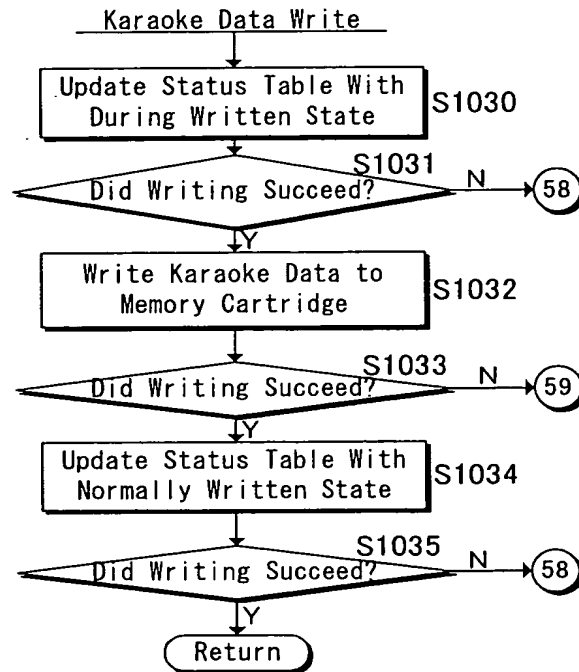 Karaoke Data Write
Update Status Table With
During Written State
S1030
S1031
Did Writing Succeed?
N
58
Y
Write Karaoke Data to
Memory Cartridge
S1032
S1033
Did Writing Succeed?
N
59
Y
Update Status Table With
Normally Written State
S1034
S1035
Did Writing Succeed?
N
58
Y
Return